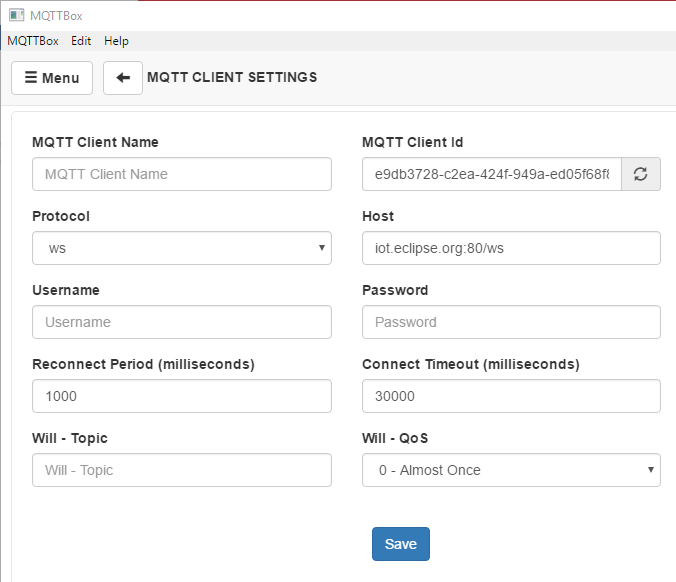 MQTTBox
MQTTBox Edit Help
Menu MQTT CLIENT SETTINGS
MQTT Client Name MQTT Client Id
MQTT Client Name e9db3728-c2ea-424f-949a-ed05f68f8
Protocol Host
ws iot.eclipse.org:80/ws
Username Password
Username Password
Reconnect Period (milliseconds) Connect Timeout (milliseconds)
1000 30000
Will - Topic Will - QoS
Will - Topic 0 - Almost Once
Save